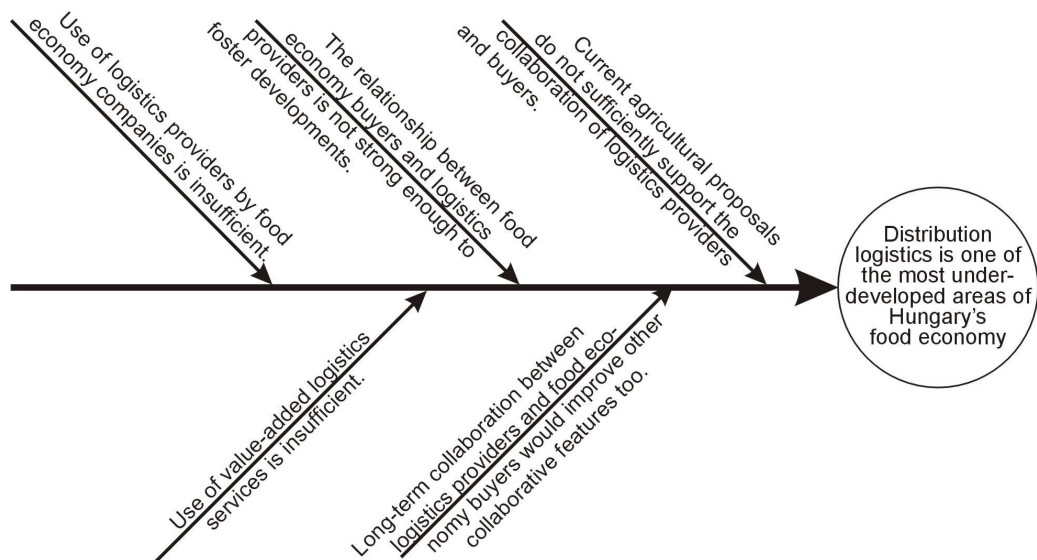 Use of logistics providers by food
economy companies is insufficient.
The relationship between food
economy buyers and logistics
providers is not strong enough to
foster developments.
Current agricultural proposals
do not sufficiently support the
collaboration of logistics providers
and buyers.
Use of value-added logistics
services is insufficient.
Long-term collaboration between
logistics providers and food eco-
nomy buyers would improve other
collaborative features too.
Distribution
logistics is one of
the most under-
developed areas of
Hungary's
food economy